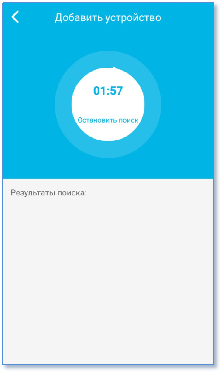 Добавить устройство
01:57
Остановить поиск
Результаты поиска: